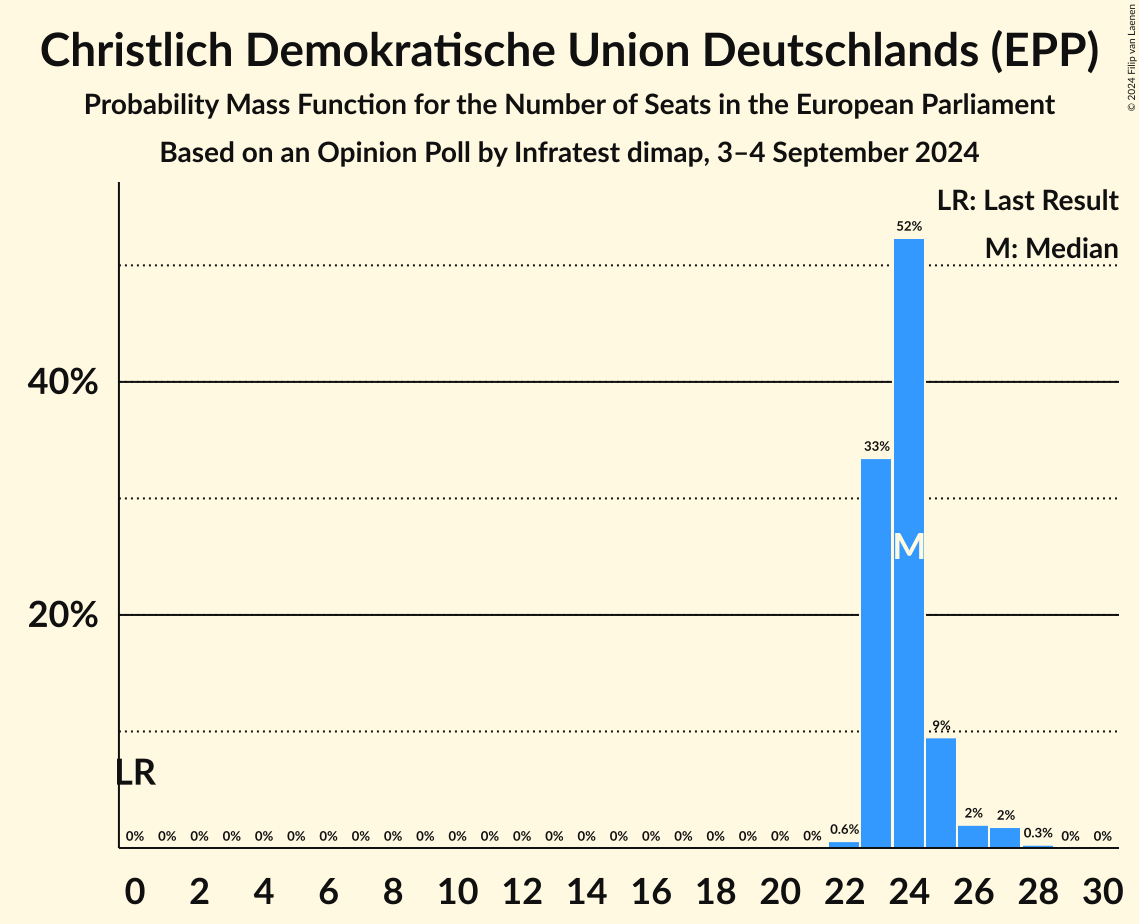 Christlich Demokratische Union Deutschlands (EPP)
Probability Mass Function for the Number of Seats in the European Parliament
Based on an Opinion Poll by Infratest dimap, 3–4 September 2024
© 2024 Filip van Laenen
LR: Last Result
M: Median
52%
40%
33%
M
20%
9%
LR
0% 0% 0% 0% 0% 0% 0% 0% 0% 0% 0% 0% 0% 0% 0% 0% 0% 0% 0% 0% 0% 0% 0.6% 2% 2% 0.3% 0% 0%
0 2 4 6 8 10 12 14 16 18 20 22 24 26 28 30